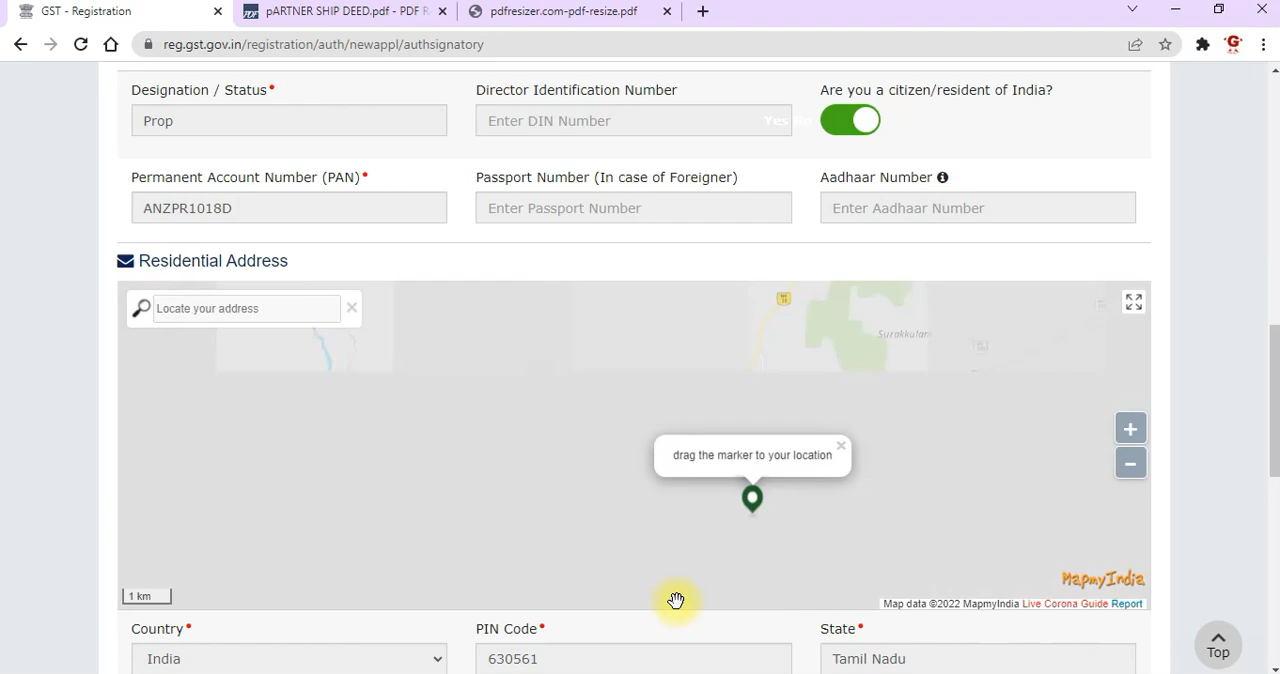 GST - Registration
pARTNER SHIP DEED.pdf - PDF R
pdfresizer.com-pdf-resize.pdf
reg.gst.gov.in/registration/auth/newappl/authsignatory
Designation / Status•
Director Identification Number
Are you a citizen/resident of India?
Prop
Enter DIN Number
Yes
Permanent Account Number (PAN)•
Passport Number (In case of Foreigner)
Aadhaar Number
ANZPR1018D
Enter Passport Number
Enter Aadhaar Number
Residential Address
Locate your address
Surakkulam
drag the marker to your location
+
−
MapmyIndia
1 km
Map data ©2022 MapmyIndia Live Corona Guide Report
Country•
PIN Code•
State•
India
630561
Tamil Nadu
Top